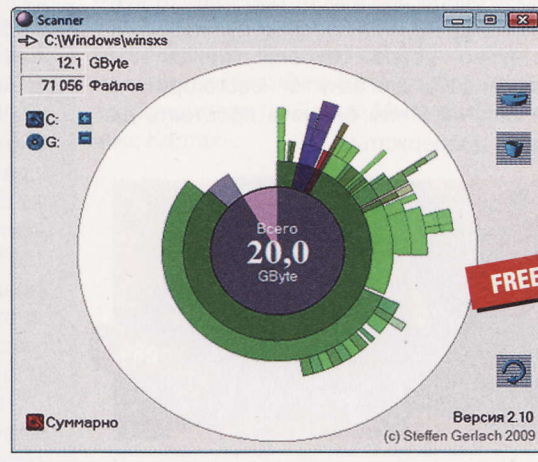 Scanner
C:\Windows\winsxs
12,1 GByte
71 056 Файлов
C:
G:
Всего
20,0
GByte
FREE
Суммарно
Версия 2.10
(c) Steffen Gerlach 2009